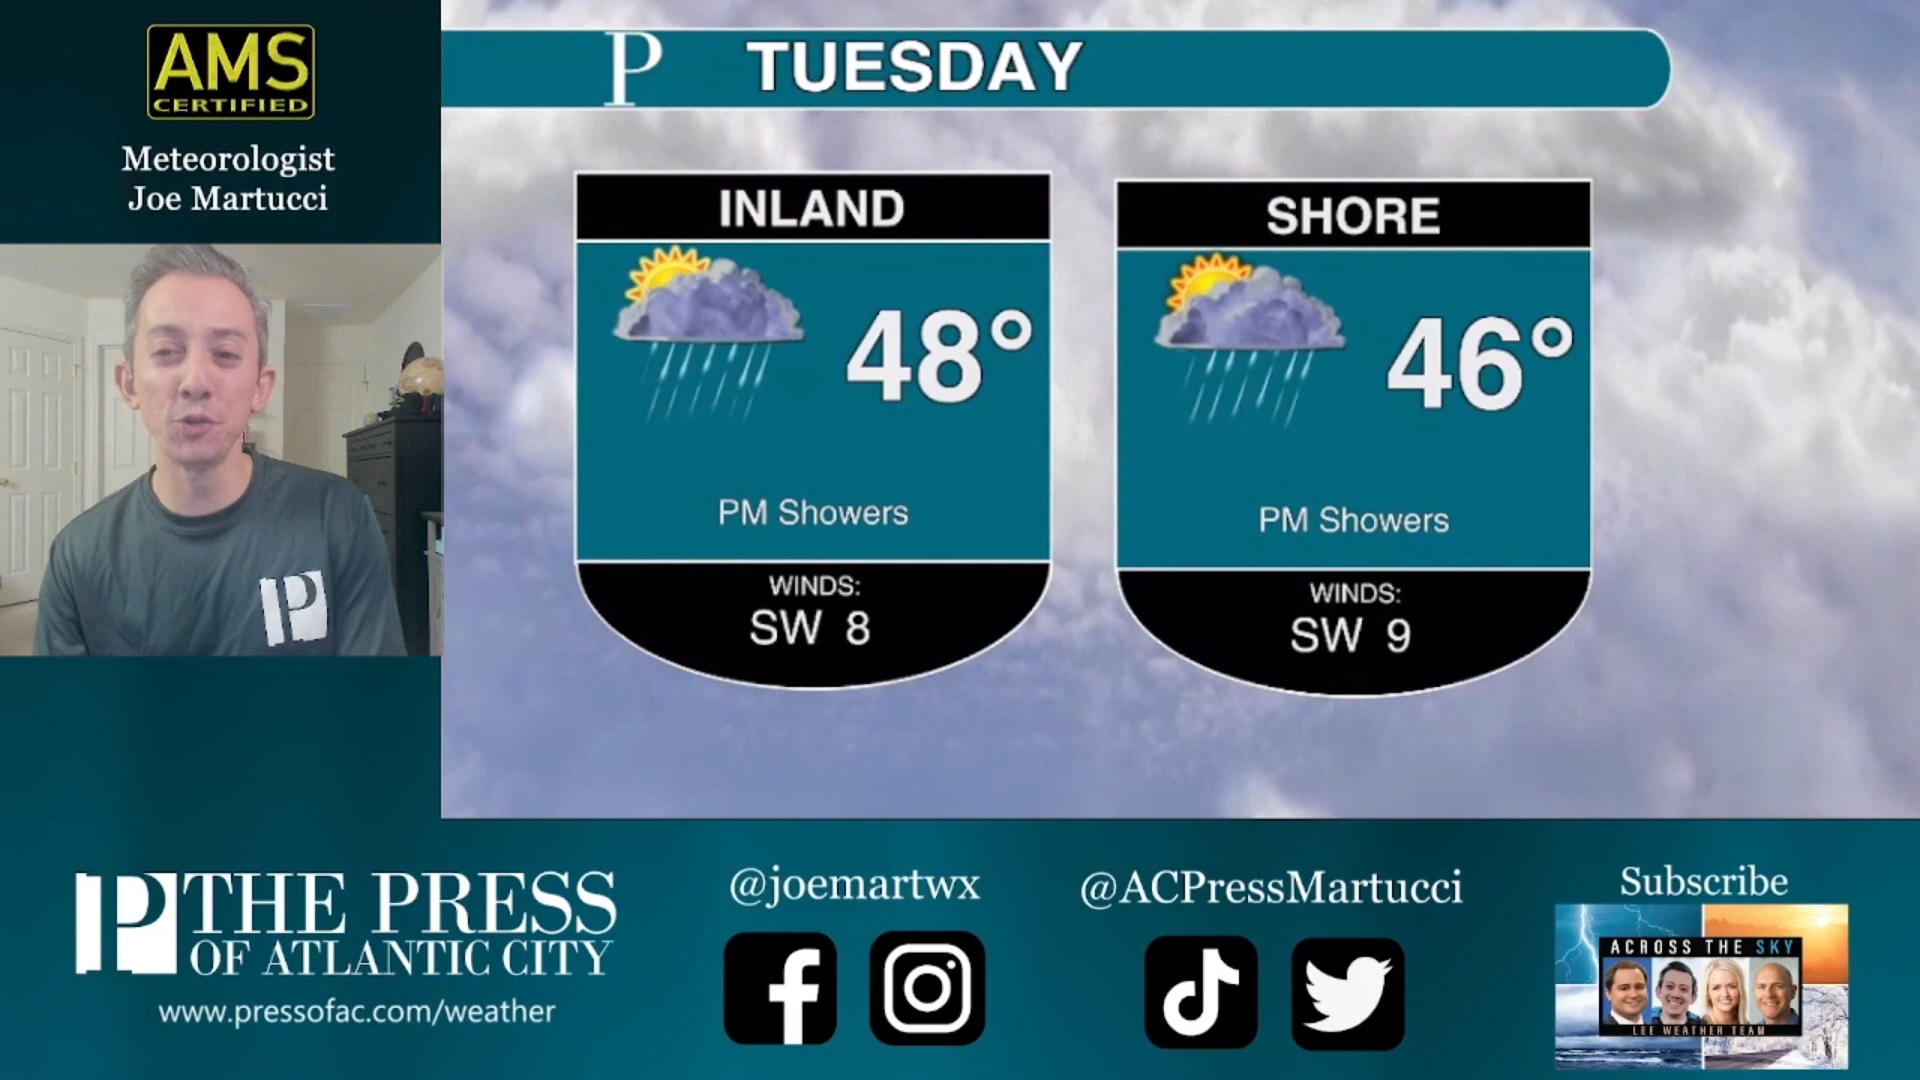 AMS
CERTIFIED
Meteorologist
Joe Martucci
P
P TUESDAY
INLAND
48°
PM Showers
WINDS:
SW 8
SHORE
46°
PM Showers
WINDS:
SW 9
P THE PRESS
OF ATLANTIC CITY
www.pressofac.com/weather
@joemartwx
@ACPressMartucci
Subscribe
ACROSS THE SKY
LEE WEATHER TEAM